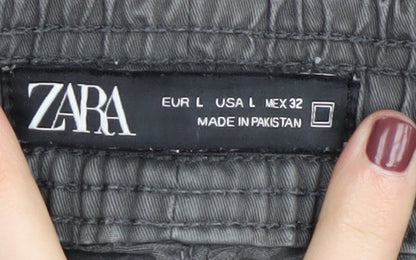 ZARA
EUR L USA L MEX 32
MADE IN PAKISTAN